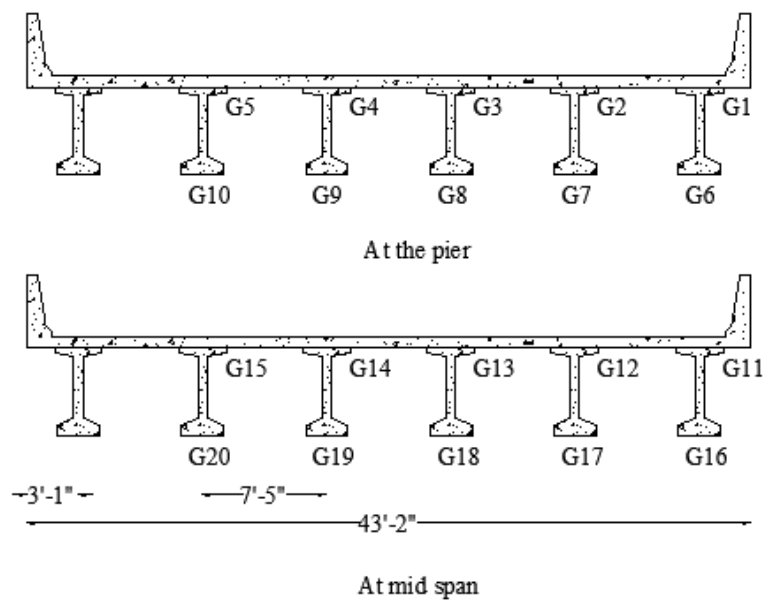 G5 G4 G3 G2 G1
G10 G9 G8 G7 G6
At the pier
G15 G14 G13 G12 G11
G20 G19 G18 G17 G16
3'-1" 7'-5"
43'-2"
At mid span